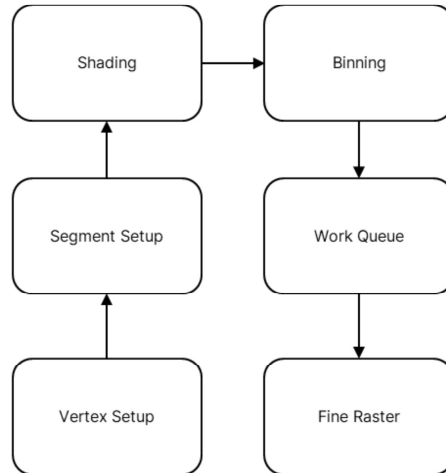 Shading
Binning
Segment Setup
Work Queue
Vertex Setup
Fine Raster